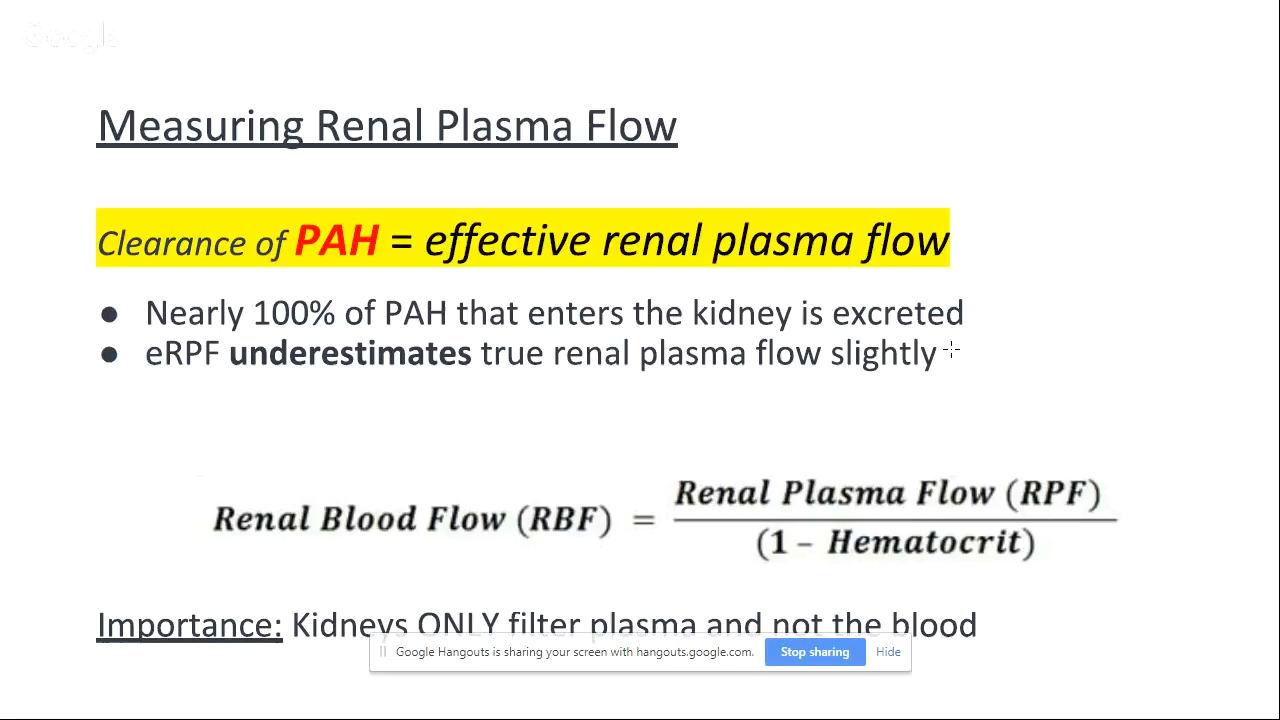 Google
Measuring Renal Plasma Flow
Clearance of PAH = effective renal plasma flow
● Nearly 100% of PAH that enters the kidney is excreted
● eRPF underestimates true renal plasma flow slightly
Renal Blood Flow (RBF) = Renal Plasma Flow (RPF)
(1 – Hematocrit)
Importance: Kidneys ONLY filter plasma and not the blood
Google Hangouts is sharing your screen with hangouts.google.com. Stop sharing Hide